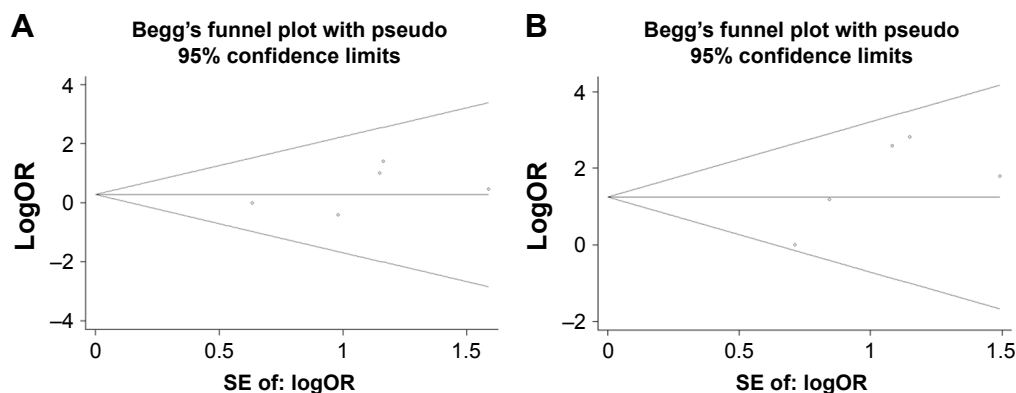 A
Begg’s funnel plot with pseudo
95% confidence limits
4
2
0
–2
–4
LogOR
0
0.5
1
1.5
SE of: logOR
B
Begg’s funnel plot with pseudo
95% confidence limits
4
2
0
–2
LogOR
0
0.5
1
1.5
SE of: logOR